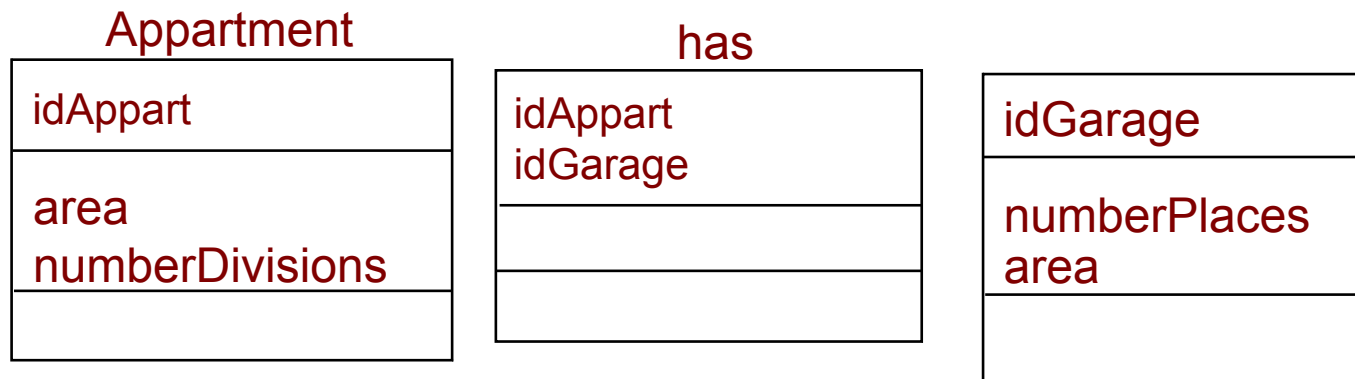 Appartment
idAppart
area
numberDivisions
has
idAppart
idGarage
idGarage
numberPlaces
area